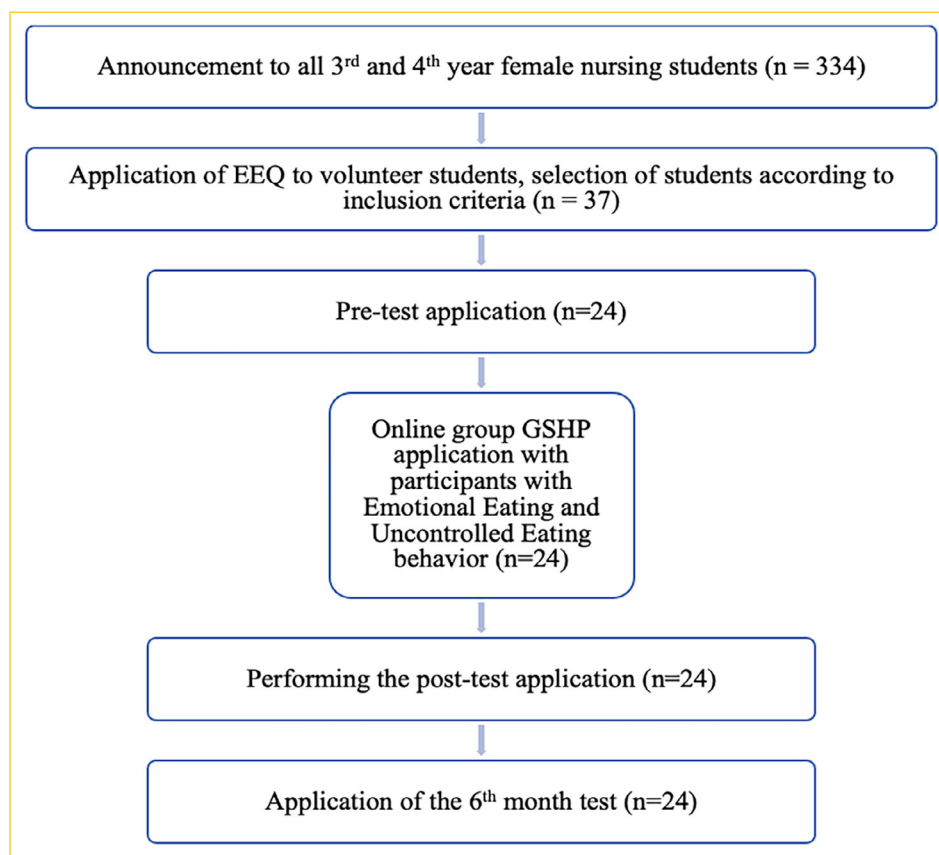 Announcement to all 3rd and 4th year female nursing students (n = 334)
Application of EEQ to volunteer students, selection of students according to
inclusion criteria (n = 37)
Pre-test application (n=24)
Online group GSHP
application with
participants with
Emotional Eating and
Uncontrolled Eating
behavior (n=24)
Performing the post-test application (n=24)
Application of the 6th month test (n=24)